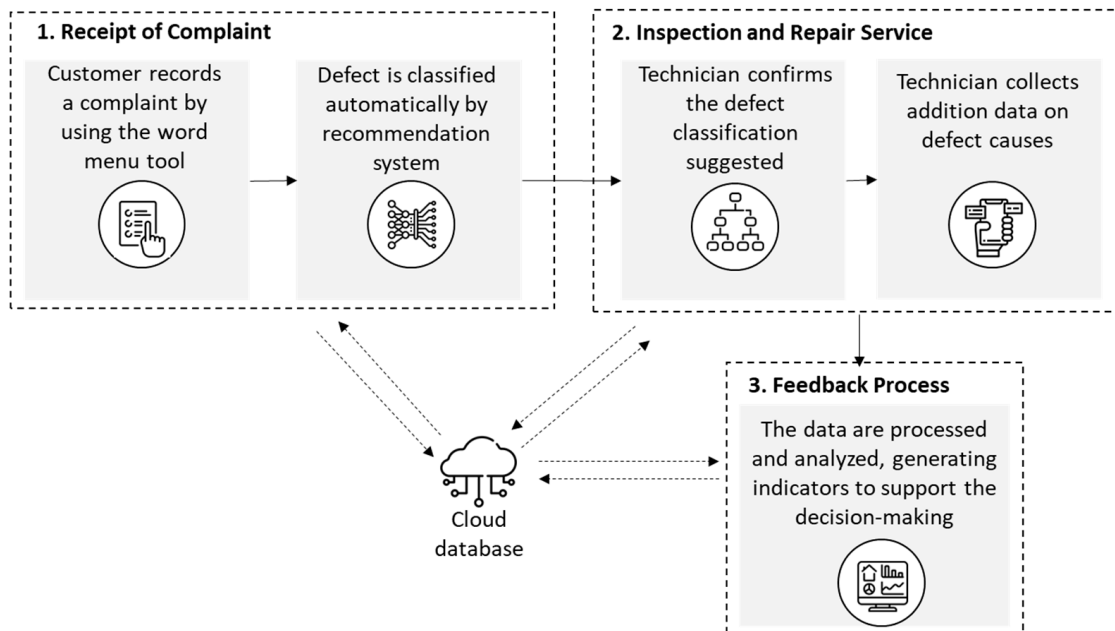 1. Receipt of Complaint
Customer records
a complaint by
using the word
menu tool
Defect is classified
automatically by
recommendation
system
2. Inspection and Repair Service
Technician confirms
the defect
classification
suggested
Technician collects
addition data on
defect causes
3. Feedback Process
The data are processed
and analyzed, generating
indicators to support the
decision-making
Cloud
database